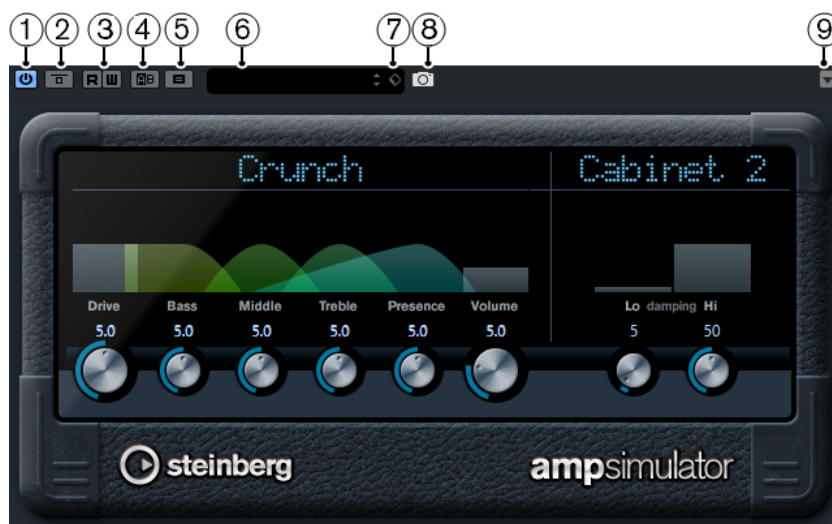 1 2 3 4 5 6 7 8 9
R W A B
Crunch Cabinet 2
Drive Bass Middle Treble Presence Volume Lo damping Hi
5.0 5.0 5.0 5.0 5.0 5.0 5 50
steinberg ampsimulator